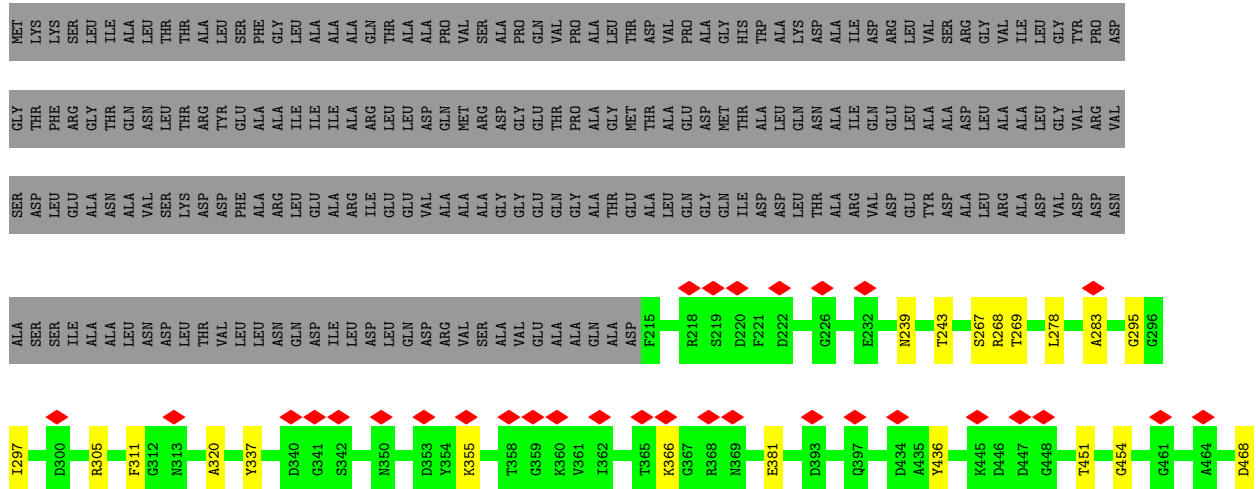 MET LYS LYS SER LEU ILE ALA LEU THR THR ALA LEU SER PHE GLY LEU ALA ALA ALA GLN THR ALA ALA PRO VAL SER ALA PRO GLN VAL PRO ALA LEU THR ASP VAL PRO ALA GLY HIS TRP ALA LYS ASP ALA ILE ASP ARG LEU VAL SER ARG GLY VAL ILE LEU GLY TYR PRO ASP
GLY THR PHE ARG GLY THR GLN ASN LEU THR ARG TYR GLU ALA ALA ILE ILE ILE ALA ARG LEU LEU ASP GLN MET ARG ASP GLY GLU THR PRO ALA GLY MET THR ALA GLU ASP MET THR ALA LEU GLN ASN ALA ILE GLN GLU LEU ALA ALA ASP LEU ALA ALA LEU GLY VAL ARG VAL
SER ASP LEU GLU ALA ASN ALA VAL SER LYS ASP ASP PHE ALA ARG LEU GLU ALA ARG ILE GLU GLU VAL ALA ALA ALA GLY GLY GLU GLN GLY ALA THR GLU ALA LEU GLN GLY GLN ILE ASP ASP LEU THR ALA ARG VAL ASP GLU TYR ASP ALA LEU ARG ALA ASP VAL ASP ASP ASN
ALA SER SER ILE ALA ALA LEU ASN ASP LEU THR VAL LEU LEU ASN GLN ASP ILE LEU ASP LEU GLN ASP ARG VAL SER ALA VAL GLU ALA ALA GLN ALA ASP F215 R218 S219 D220 F221 D222 G226 E232 N239 T243 S267 R268 T269 L278 A283 G295 G296
I297 D300 R305 F311 G312 N313 A320 Y337 D340 G341 S342 N350 D353 Y354 K355 T358 G359 K360 V361 I362 T365 K366 G367 R368 N369 E381 D393 Q397 D434 A435 Y436 K445 D446 D447 G448 T451 G454 G461 A464 D468